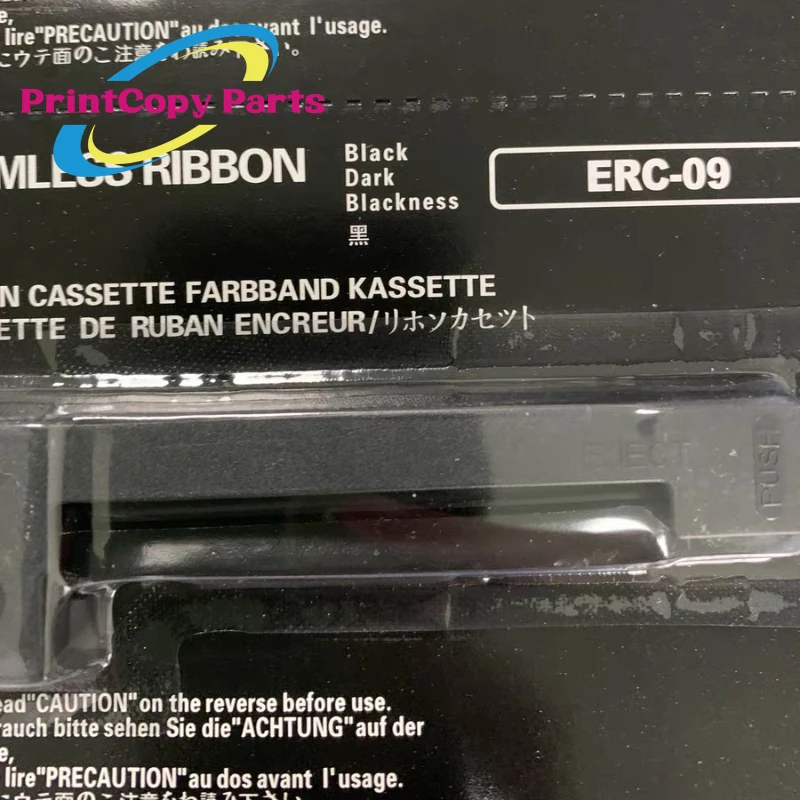 e,
lire"PRECAUTION"au dos avant l'usage.
PrintCopy Parts
MLESS RIBBON
Black
Dark
Blackness
黑
ERC-09
N CASSETTE FARBBAND KASSETTE
ETTE DE RUBAN ENCREUR/リホソカセット
EJECT
PUSH
ead"CAUTION"on the reverse before use.
rauch bitte sehen Sie die"ACHTUNG"auf der
e,
lire"PRECAUTION"au dos avant l'usage.